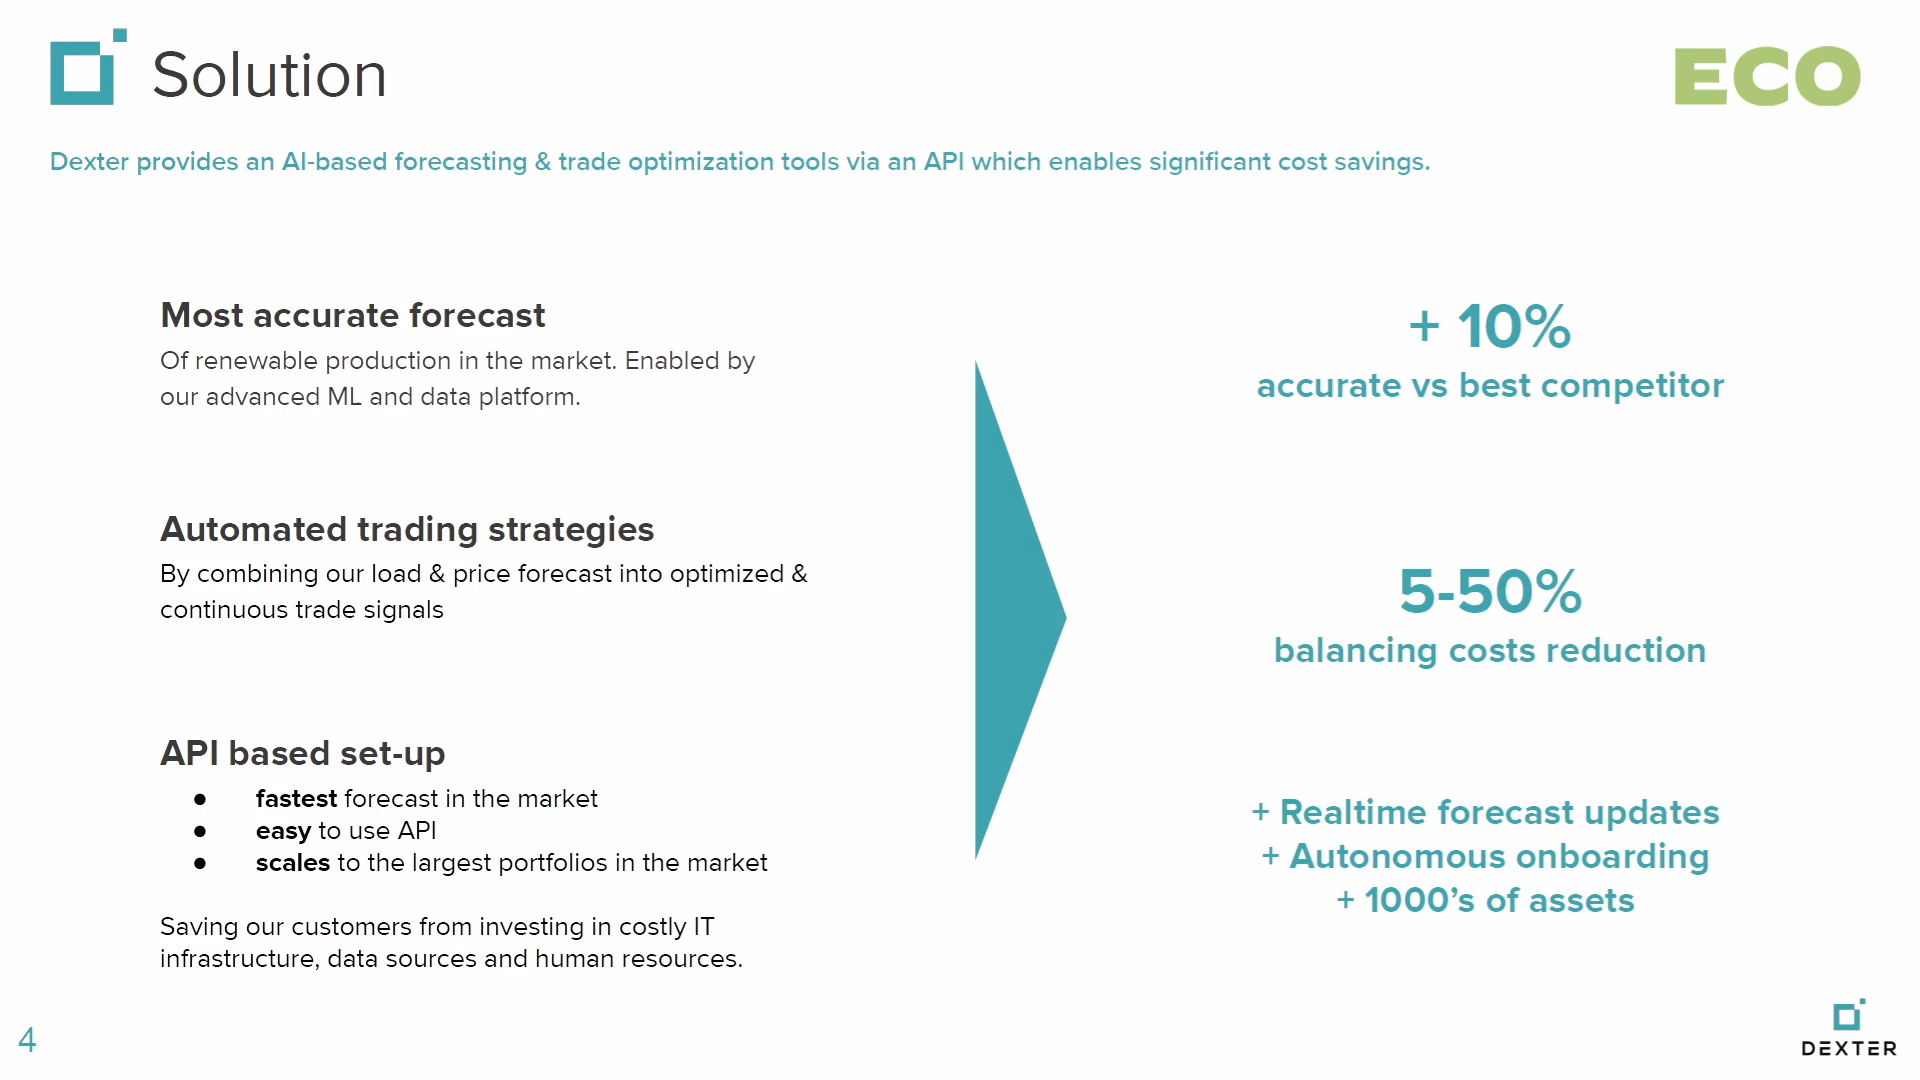 Solution
ECO
Dexter provides an AI-based forecasting & trade optimization tools via an API which enables significant cost savings.
Most accurate forecast
Of renewable production in the market. Enabled by
our advanced ML and data platform.
Automated trading strategies
By combining our load & price forecast into optimized &
continuous trade signals
API based set-up
● fastest forecast in the market
● easy to use API
● scales to the largest portfolios in the market
Saving our customers from investing in costly IT
infrastructure, data sources and human resources.
+ 10%
accurate vs best competitor
5-50%
balancing costs reduction
+ Realtime forecast updates
+ Autonomous onboarding
+ 1000’s of assets
4
DEXTER